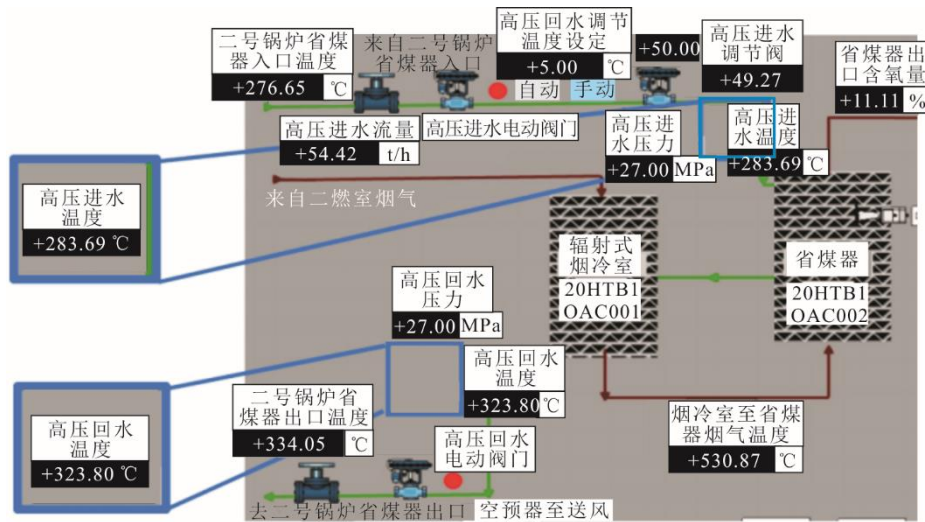 二号锅炉省煤
器入口温度
+276.65 ℃
来自二号锅炉
省煤器入口
高压回水调节
温度设定
+5.00 ℃
自动 手动
+50.00
高压进水
调节阀
+49.27
省煤器出
口含氧量
+11.11 %
高压进水流量
+54.42 t/h
高压进水电动阀门
高压进
水压力
+27.00 MPa
高压进
水温度
+283.69 ℃
高压进水
温度
+283.69 ℃
来自二燃室烟气
辐射式
烟冷室
20HTB1
OAC001
省煤器
20HTB1
OAC002
高压回水
压力
+27.00 MPa
高压回水
温度
+323.80 ℃
二号锅炉省
煤器出口温度
+334.05 ℃
高压回水
温度
+323.80 ℃
高压回水
电动阀门
烟冷室至省煤
器烟气温度
+530.87 ℃
去二号锅炉省煤器出口
空预器至送风